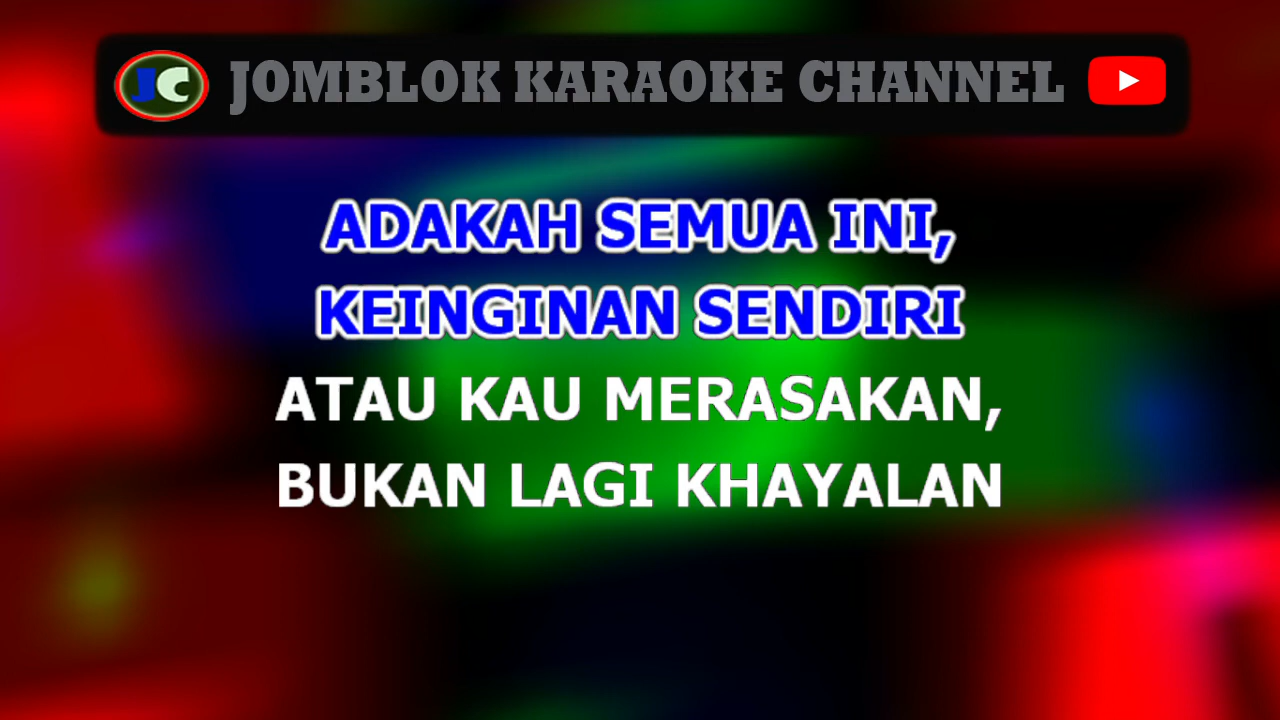 JC JOMBLOK KARAOKE CHANNEL
ADAKAH SEMUA INI,
KEINGINAN SENDIRI
ATAU KAU MERASAKAN,
BUKAN LAGI KHAYALAN